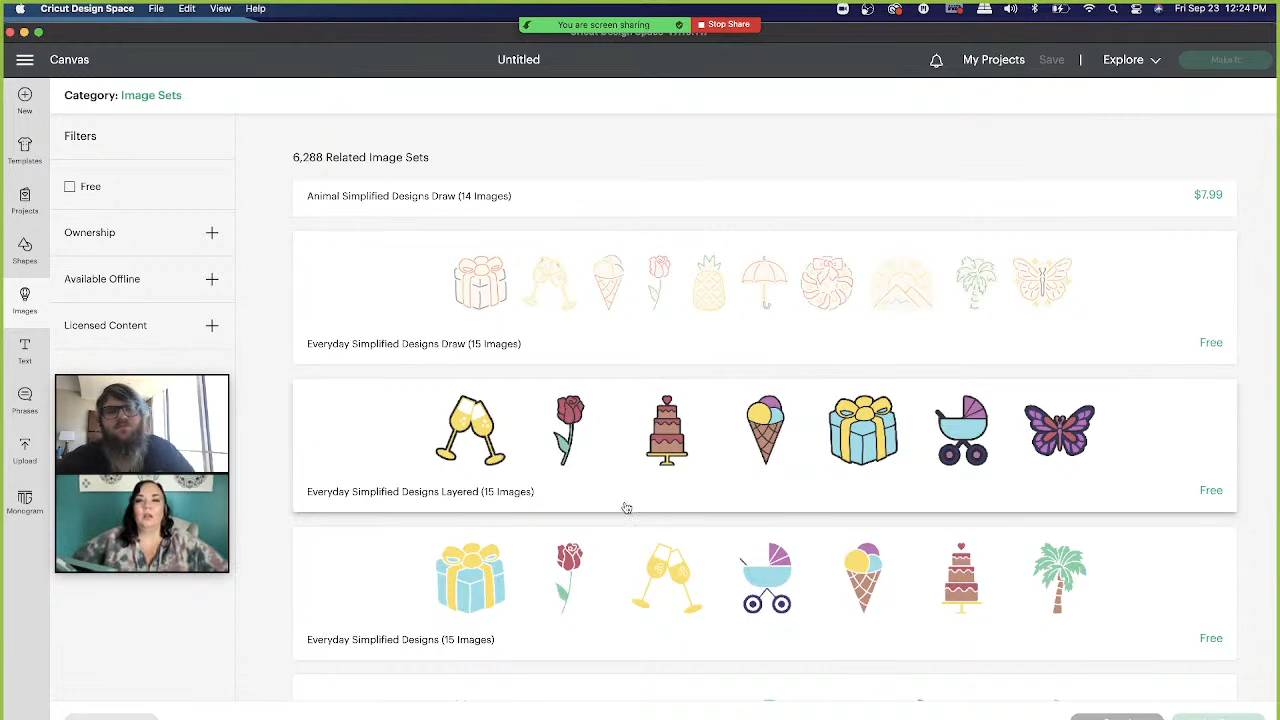 Cricut Design Space File Edit View Help
Fri Sep 23 12:24 PM
You are screen sharing Stop Share
Canvas
Untitled
My Projects Save | Explore Make It
New
Templates
Projects
Shapes
Images
Text
Phrases
Upload
Monogram
Category: Image Sets
Filters
Free
Ownership
Available Offline
Licensed Content
6,288 Related Image Sets
Animal Simplified Designs Draw (14 Images) $7.99
Everyday Simplified Designs Draw (15 Images) Free
Everyday Simplified Designs Layered (15 Images) Free
Everyday Simplified Designs (15 Images) Free